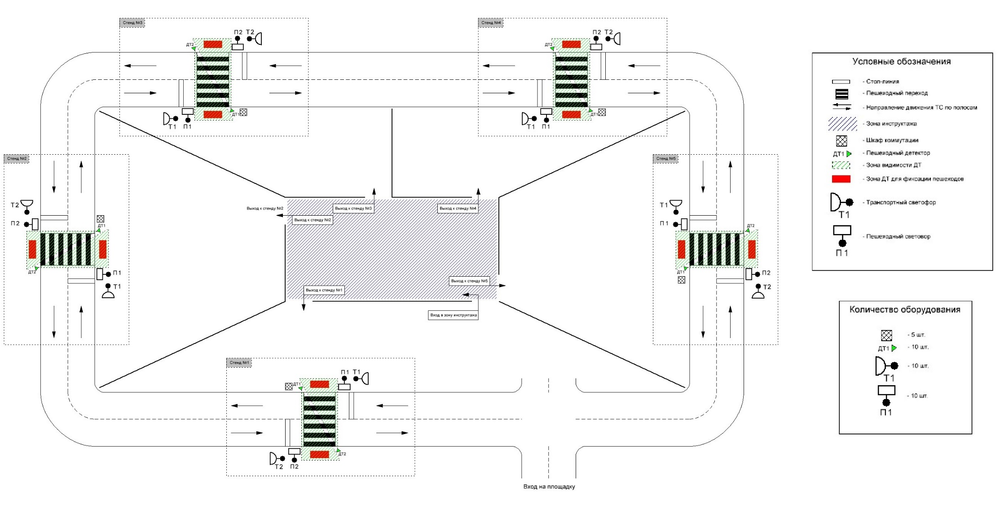 Стенд №3
П2 Т2
ДТ2
ДТ1
Т1 П1
Стенд №4
П2 Т2
ДТ2
ДТ1
Т1 П1
Условные обозначения
- Стоп-линия
- Пешеходный переход
- Направление движения ТС по полосам
- Зона инструктажа
- Шкаф коммутации
ДТ1 - Пешеходный детектор
- Зона видимости ДТ
- Зона ДТ для фиксации пешеходов
- Транспортный светофор
Т1
- Пешеходный световор
П1
Стенд №2
Т2
П2
ДТ1
ДТ2
П1
Т1
Выход к стенду №2
Выход к стенду №3
Выход к стенду №4
Выход к стенду №2
Выход к стенду №5
Выход к стенду №1
Вход в зону инструктажа
Стенд №5
Т1
П1
ДТ2
ДТ1
П2
Т2
Количество оборудования
- 5 шт.
ДТ1 - 10 шт.
- 10 шт.
Т1
- 10 шт.
П1
Стенд №1
П1 Т1
ДТ1
ДТ2
Т2 П2
Вход на площадку